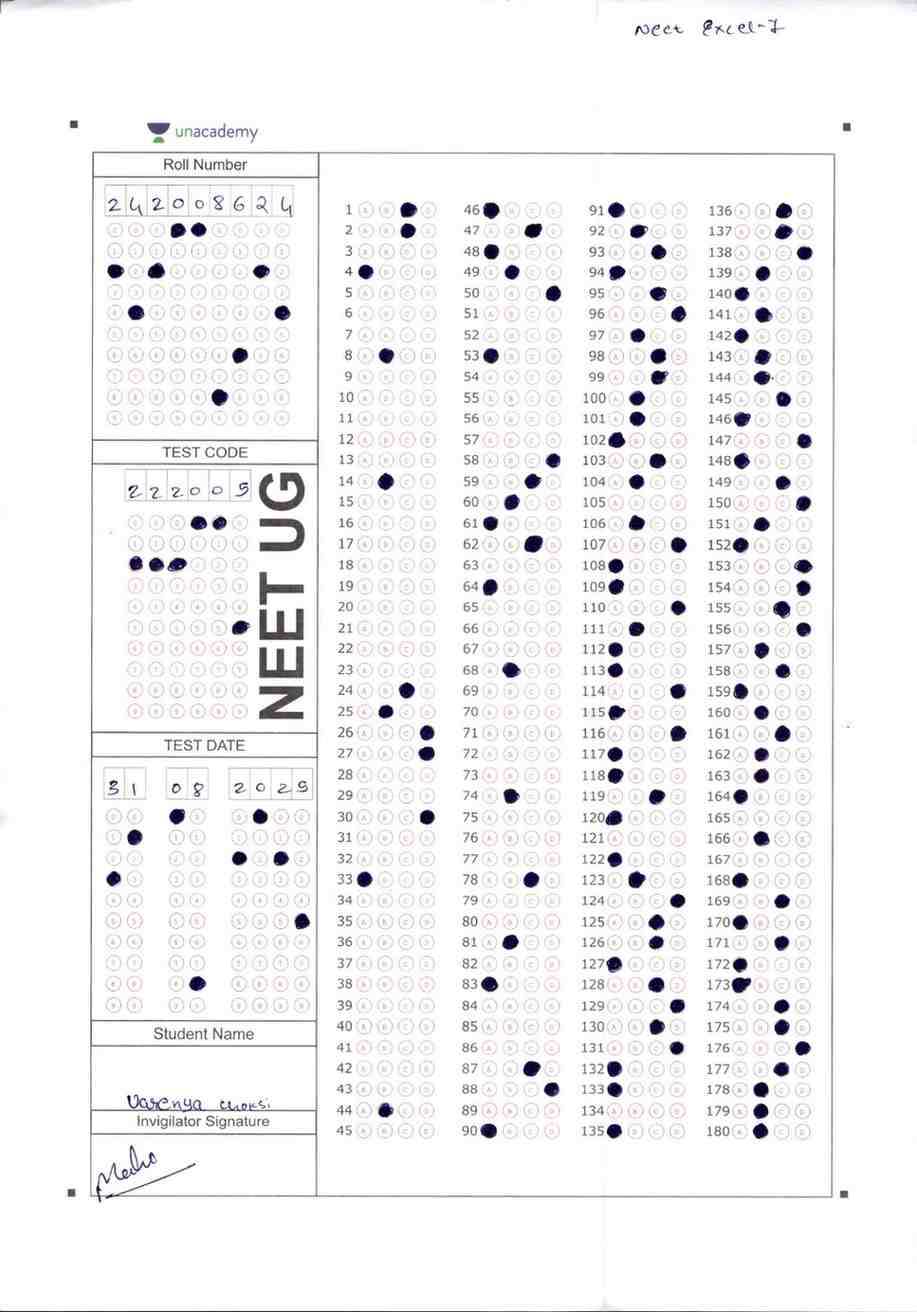 Neet Excel-7
unacademy
Roll Number
2 4 2 0 0 8 6 2 4
TEST CODE
2 2 2 0 0 5
NEET UG
TEST DATE
3 1 0 8 2 0 2 5
Student Name
Varenya choksi
Invigilator Signature
1 A B D
2 A B D
3 A B C D
4 B C D
5 A B C D
6 A B C D
7 A B C D
8 A C D
9 A B C D
10 A B C D
11 A B C D
12 A B C D
13 A B C D
14 A C D
15 A B C D
16 A B C D
17 A B C D
18 A B C D
19 A B C D
20 A B C D
21 A B C D
22 A B C D
23 A B C D
24 A B D
25 A C D
26 A B C
27 A B C
28 A B C D
29 A B C D
30 A B C
31 A B C D
32 A B C D
33 B C D
34 A B C D
35 A B C D
36 A B C D
37 A B C D
38 A B C D
39 A B C D
40 A B C D
41 A B C D
42 A B C D
43 A B C D
44 A C D
45 A B C D
46 B C D
47 A B D
48 B C D
49 A C D
50 A B C
51 A B C D
52 A B C D
53 B C D
54 A B C D
55 A B C D
56 A B C D
57 A B C D
58 A B C
59 A B D
60 A C D
61 B C D
62 A B D
63 A B C D
64 B C D
65 A B C D
66 A B C D
67 A B C D
68 A C D
69 A B C D
70 A B C D
71 A B C D
72 A B C D
73 A B C D
74 A C D
75 A B C D
76 A B C D
77 A B C D
78 A B D
79 A B C D
80 A B C D
81 A C D
82 A B C D
83 B C D
84 A B C D
85 A B C D
86 A B C D
87 A B D
88 A B C
89 A B C D
90 B C D
91 B C D
92 A C D
93 A B D
94 B C D
95 A B D
96 A B C
97 A C D
98 A B D
99 A B D
100 A C D
101 A C D
102 B C D
103 A B D
104 A C D
105 A B C D
106 A C D
107 A B C
108 B C D
109 B C D
110 A B C
111 A C D
112 B C D
113 B C D
114 A B C
115 B C D
116 A B C
117 B C D
118 B C D
119 A B D
120 B C D
121 A B C D
122 B C D
123 A C D
124 A B C
125 A B D
126 A B D
127 B C D
128 A B D
129 A B C
130 A B D
131 A B C
132 B C D
133 B C D
134 A B C D
135 B C D
136 A B D
137 A B D
138 A B C
139 A C D
140 B C D
141 A C D
142 B C D
143 A C D
144 A C D
145 A B D
146 B C D
147 A B C
148 B C D
149 A B D
150 A B C
151 A C D
152 B C D
153 A B C
154 A B C
155 A B D
156 A B C
157 A C D
158 A B D
159 B C D
160 A C D
161 A B D
162 A C D
163 A C D
164 B C D
165 A B C D
166 A C D
167 A B C D
168 B C D
169 A B D
170 B C D
171 A B D
172 B C D
173 B C D
174 A B D
175 A B D
176 A B C
177 A B D
178 A C D
179 A C D
180 A C D